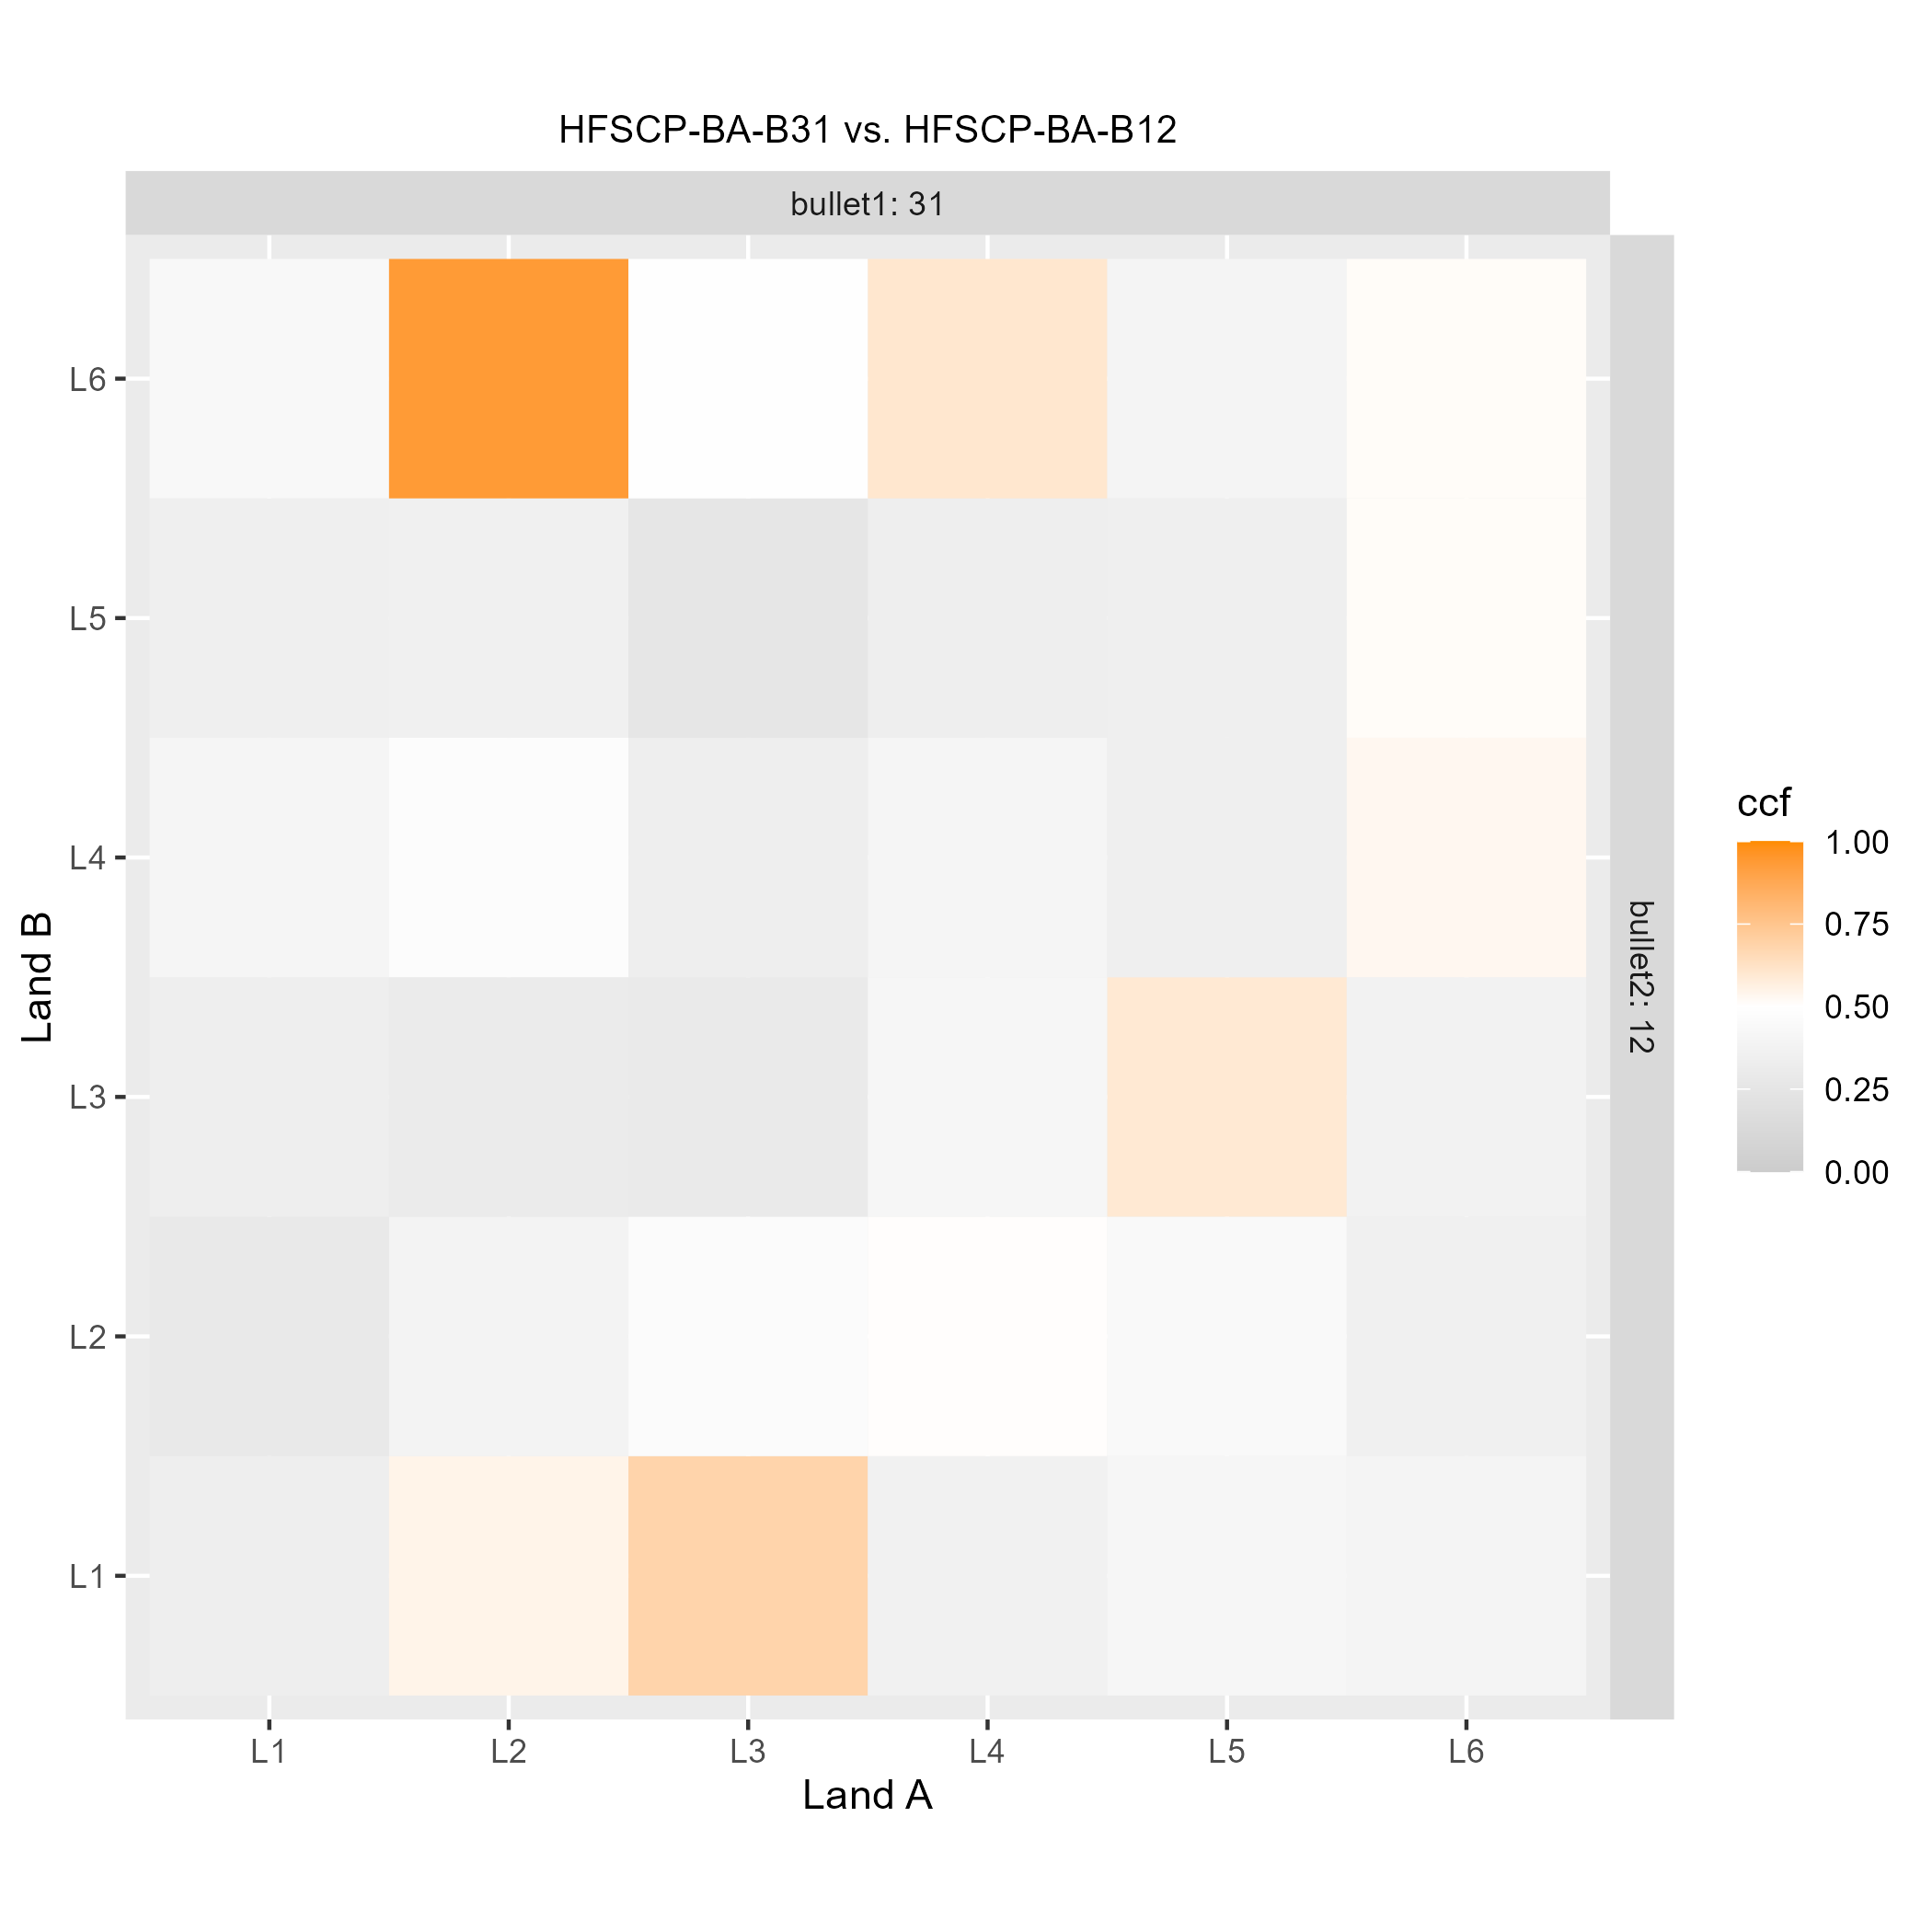 HFSCP-BA-B31 vs. HFSCP-BA-B12
bullet1: 31
L6
L5
L4
L3
L2
L1
Land B
bullet2: 12
L1
L2
L3
L4
L5
L6
Land A
ccf
1.00
0.75
0.50
0.25
0.00